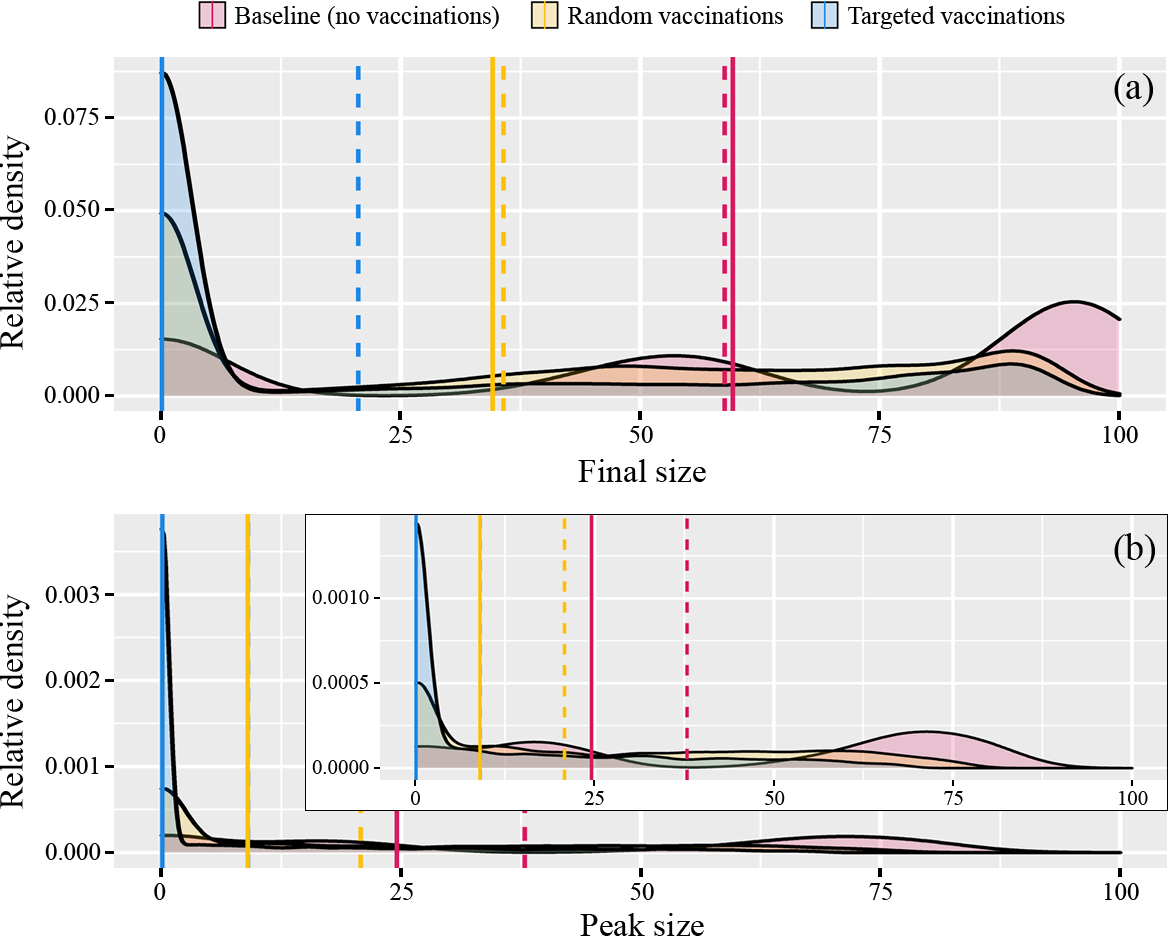 Baseline (no vaccinations) Random vaccinations Targeted vaccinations
(a)
Relative density
0.075
0.050
0.025
0.000
0 25 50 75 100
Final size
(b)
Relative density
0.003
0.002
0.001
0.000
0.0010
0.0005
0.0000
0 25 50 75 100
0 25 50 75 100
Peak size